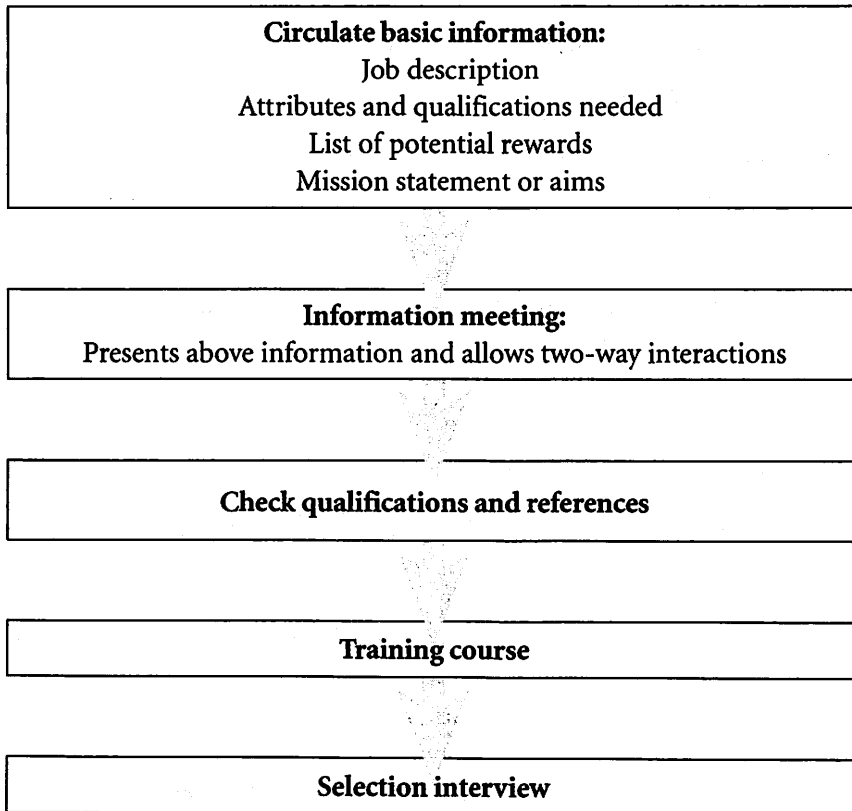 Circulate basic information:
Job description
Attributes and qualifications needed
List of potential rewards
Mission statement or aims
Information meeting:
Presents above information and allows two-way interactions
Check qualifications and references
Training course
Selection interview